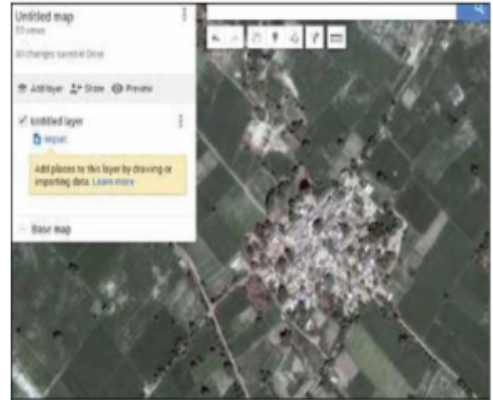 Untitled map
All changes saved in Drive
Add layer Share Preview
Untitled layer
Import
Add places to this layer by drawing or
importing data. Learn more
Base map